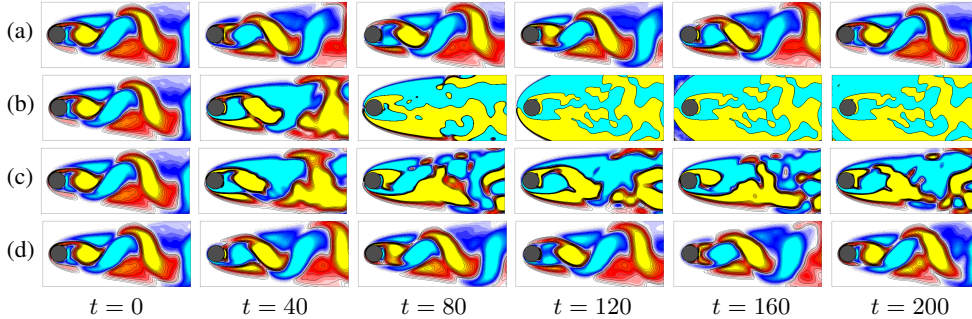 (a)
(b)
(c)
(d)
t = 0 t = 40 t = 80 t = 120 t = 160 t = 200